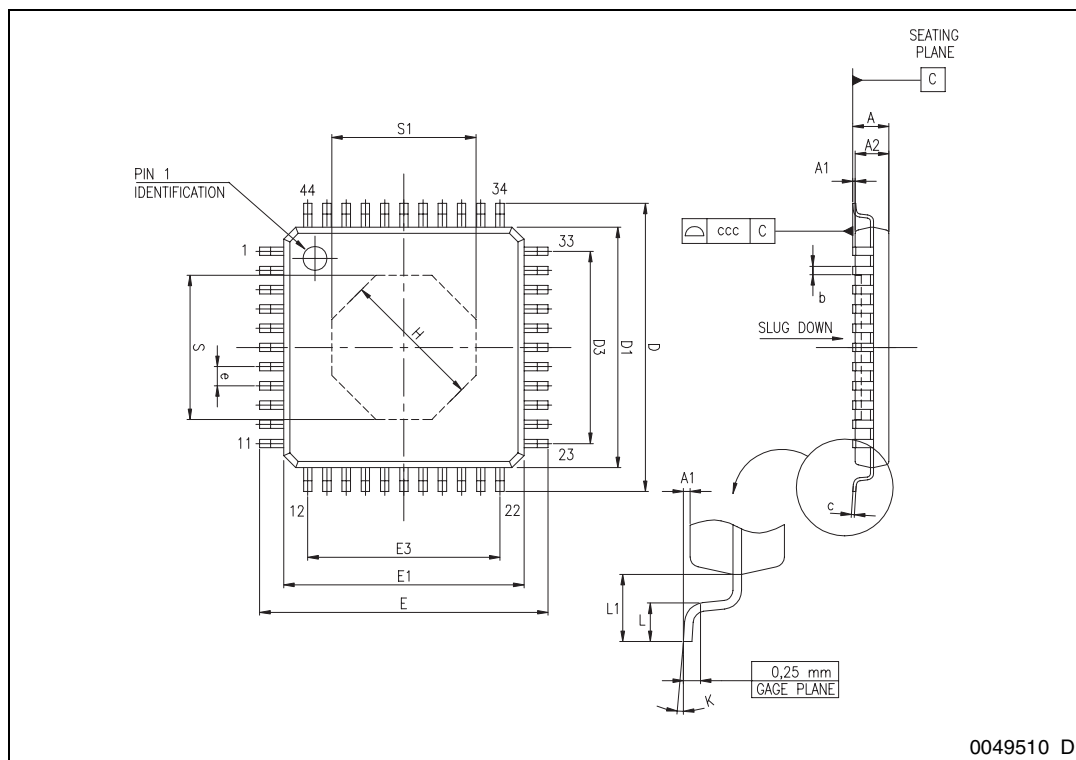 SEATING
PLANE
C
A
A2
A1
S1
PIN 1
IDENTIFICATION
44
34
⌓ ccc C
1
33
b
SLUG DOWN
S
H
D3
D1
D
e
11
23
12
22
A1
c
E3
E1
E
L1
L
0,25 mm
GAGE PLANE
K
0049510 D